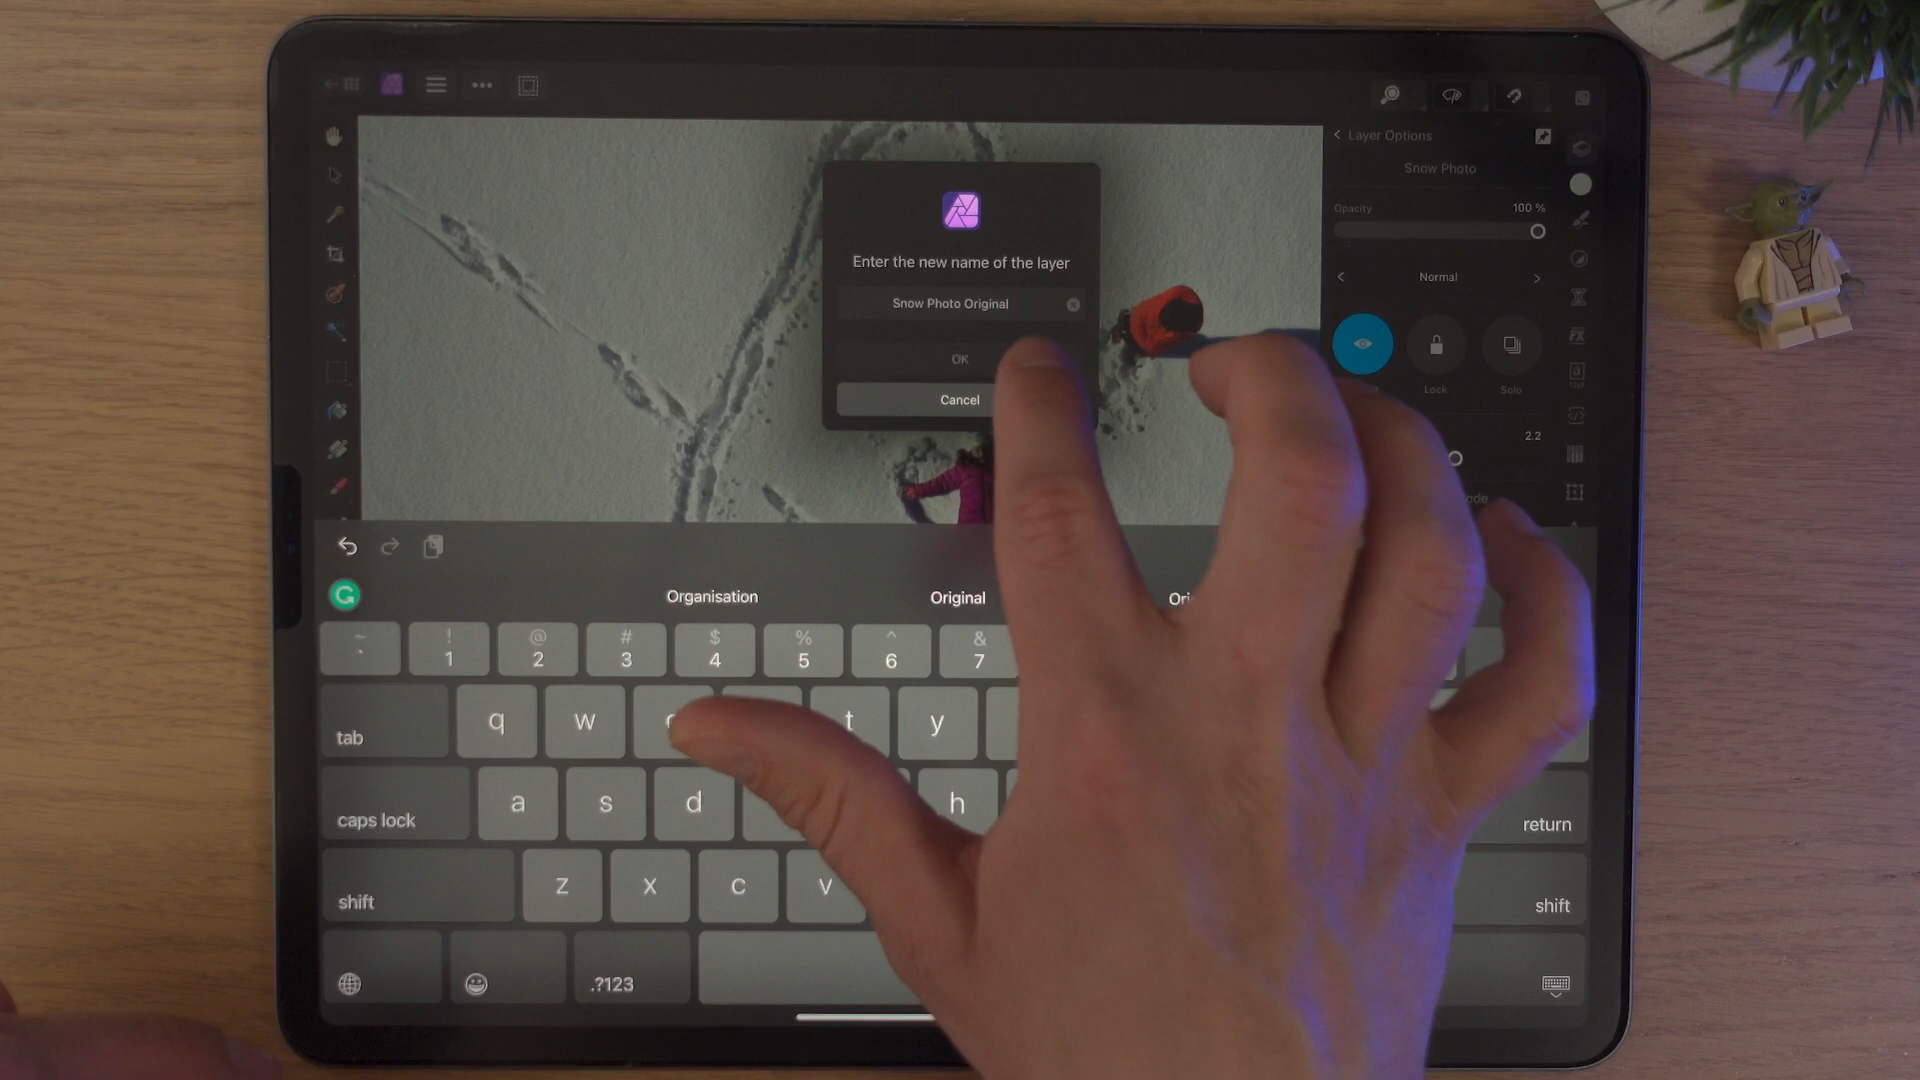 Layer Options
Snow Photo
Opacity 100 %
Normal
Lock Solo
2.2
Enter the new name of the layer
Snow Photo Original
OK
Cancel
Organisation Original Ori
~ ! @ # $ % ^ &
` 1 2 3 4 5 6 7
tab q w t y
caps lock a s d h return
shift z x c v shift
.?123